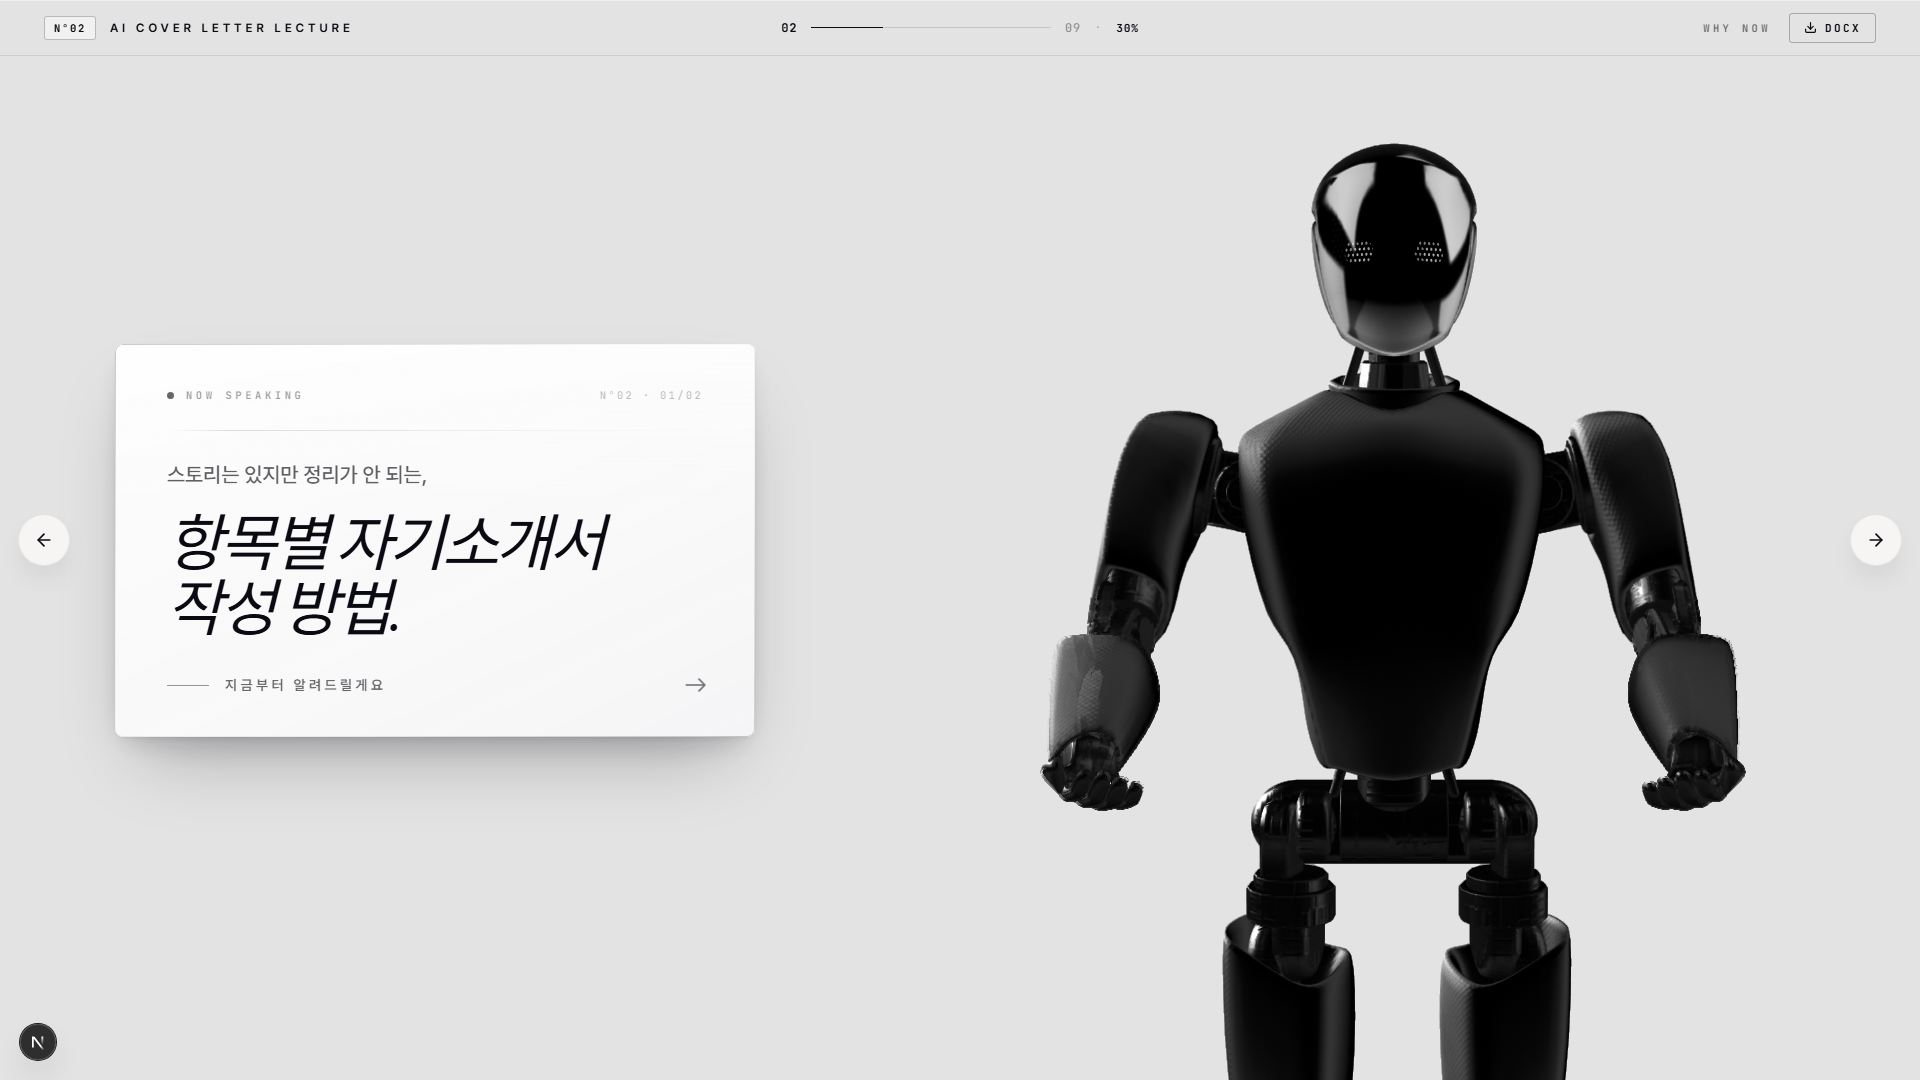 N°02 AI COVER LETTER LECTURE
02 09 · 30%
WHY NOW DOCX
NOW SPEAKING N°02 · 01/02
스토리는 있지만 정리가 안 되는,
항목별 자기소개서
작성 방법.
지금부터 알려드릴게요
N